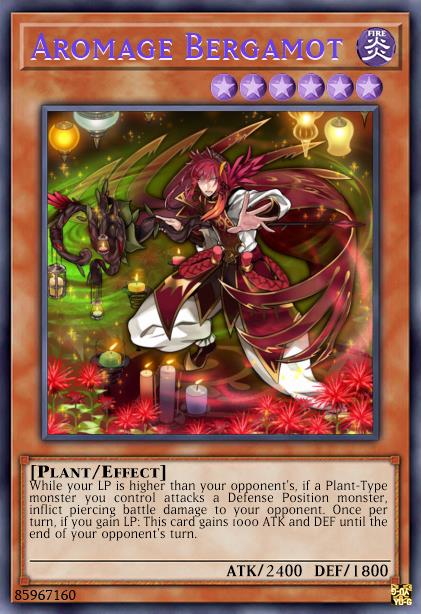 AROMAGE BERGAMOT
FIRE
炎
[PLANT/EFFECT]
While your LP is higher than your opponent's, if a Plant-Type
monster you control attacks a Defense Position monster,
inflict piercing battle damage to your opponent. Once per
turn, if you gain LP: This card gains 1000 ATK and DEF until the
end of your opponent's turn.
ATK/2400 DEF/1800
85967160